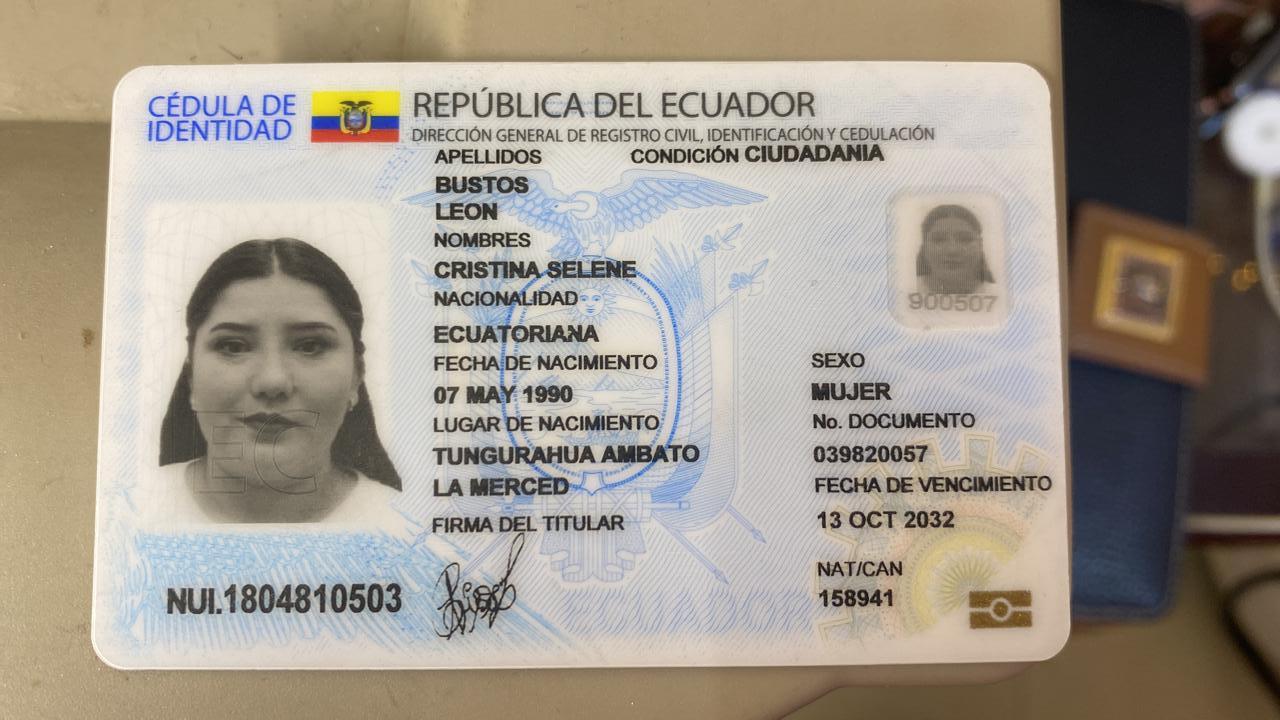 CÉDULA DE
IDENTIDAD
REPÚBLICA DEL ECUADOR
DIRECCIÓN GENERAL DE REGISTRO CIVIL, IDENTIFICACIÓN Y CEDULACIÓN
APELLIDOS
CONDICIÓN CIUDADANIA
BUSTOS
LEON
NOMBRES
CRISTINA SELENE
NACIONALIDAD
ECUATORIANA
FECHA DE NACIMIENTO
07 MAY 1990
LUGAR DE NACIMIENTO
TUNGURAHUA AMBATO
LA MERCED
FIRMA DEL TITULAR
900507
SEXO
MUJER
No. DOCUMENTO
039820057
FECHA DE VENCIMIENTO
13 OCT 2032
NAT/CAN
158941
EC
NUI.1804810503
ECUADOR